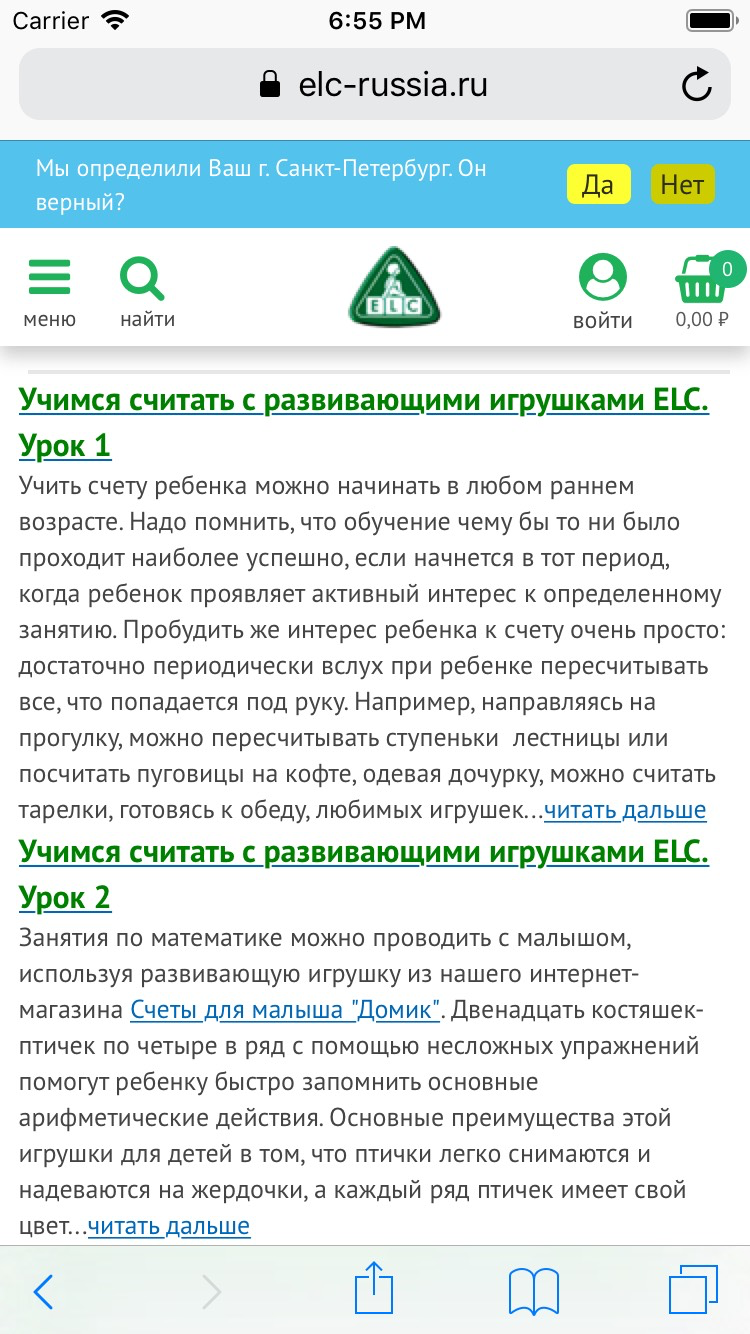 Carrier 6:55 PM
elc-russia.ru
Мы определили Ваш г. Санкт-Петербург. Он
верный?
Да Нет
меню найти ELC войти 0
0,00 ₽
Учимся считать с развивающими игрушками ELC.
Урок 1
Учить счету ребенка можно начинать в любом раннем
возрасте. Надо помнить, что обучение чему бы то ни было
проходит наиболее успешно, если начнется в тот период,
когда ребенок проявляет активный интерес к определенному
занятию. Пробудить же интерес ребенка к счету очень просто:
достаточно периодически вслух при ребенке пересчитывать
все, что попадается под руку. Например, направляясь на
прогулку, можно пересчитывать ступеньки  лестницы или
посчитать пуговицы на кофте, одевая дочурку, можно считать
тарелки, готовясь к обеду, любимых игрушек...читать дальше
Учимся считать с развивающими игрушками ELC.
Урок 2
Занятия по математике можно проводить с малышом,
используя развивающую игрушку из нашего интернет-
магазина Счеты для малыша "Домик". Двенадцать костяшек-
птичек по четыре в ряд с помощью несложных упражнений
помогут ребенку быстро запомнить основные
арифметические действия. Основные преимущества этой
игрушки для детей в том, что птички легко снимаются и
надеваются на жердочки, а каждый ряд птичек имеет свой
цвет...читать дальше